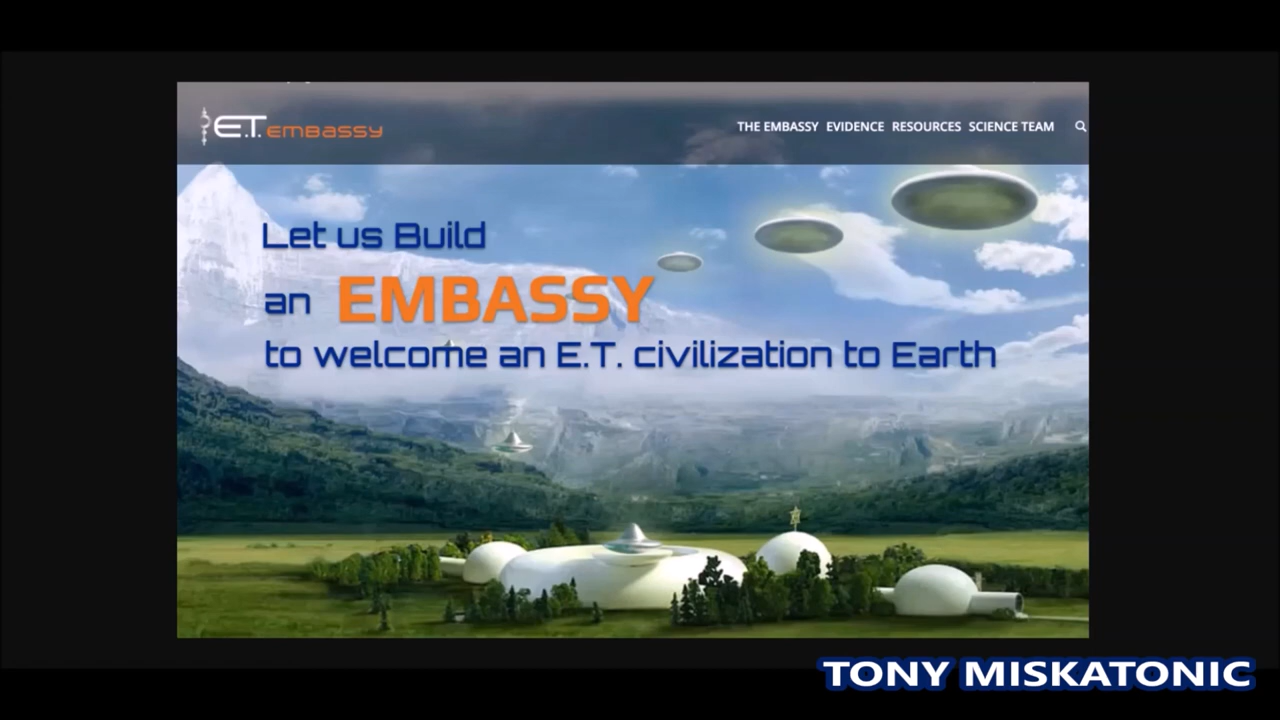 E.T. embassy
THE EMBASSY EVIDENCE RESOURCES SCIENCE TEAM
Let us Build
an EMBASSY
to welcome an E.T. civilization to Earth
TONY MISKATONIC